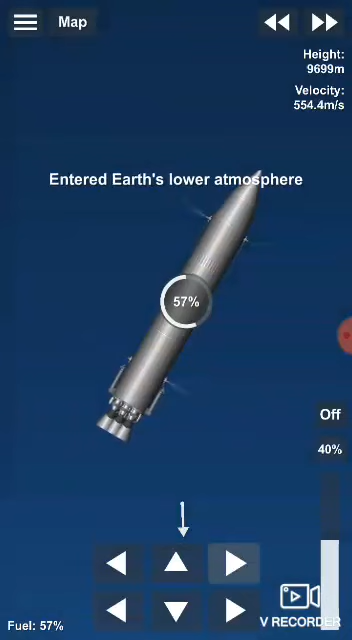 Map
Height:
9699m
Velocity:
554.4m/s
Entered Earth's lower atmosphere
57%
Off
40%
Fuel: 57%
V RECORDER